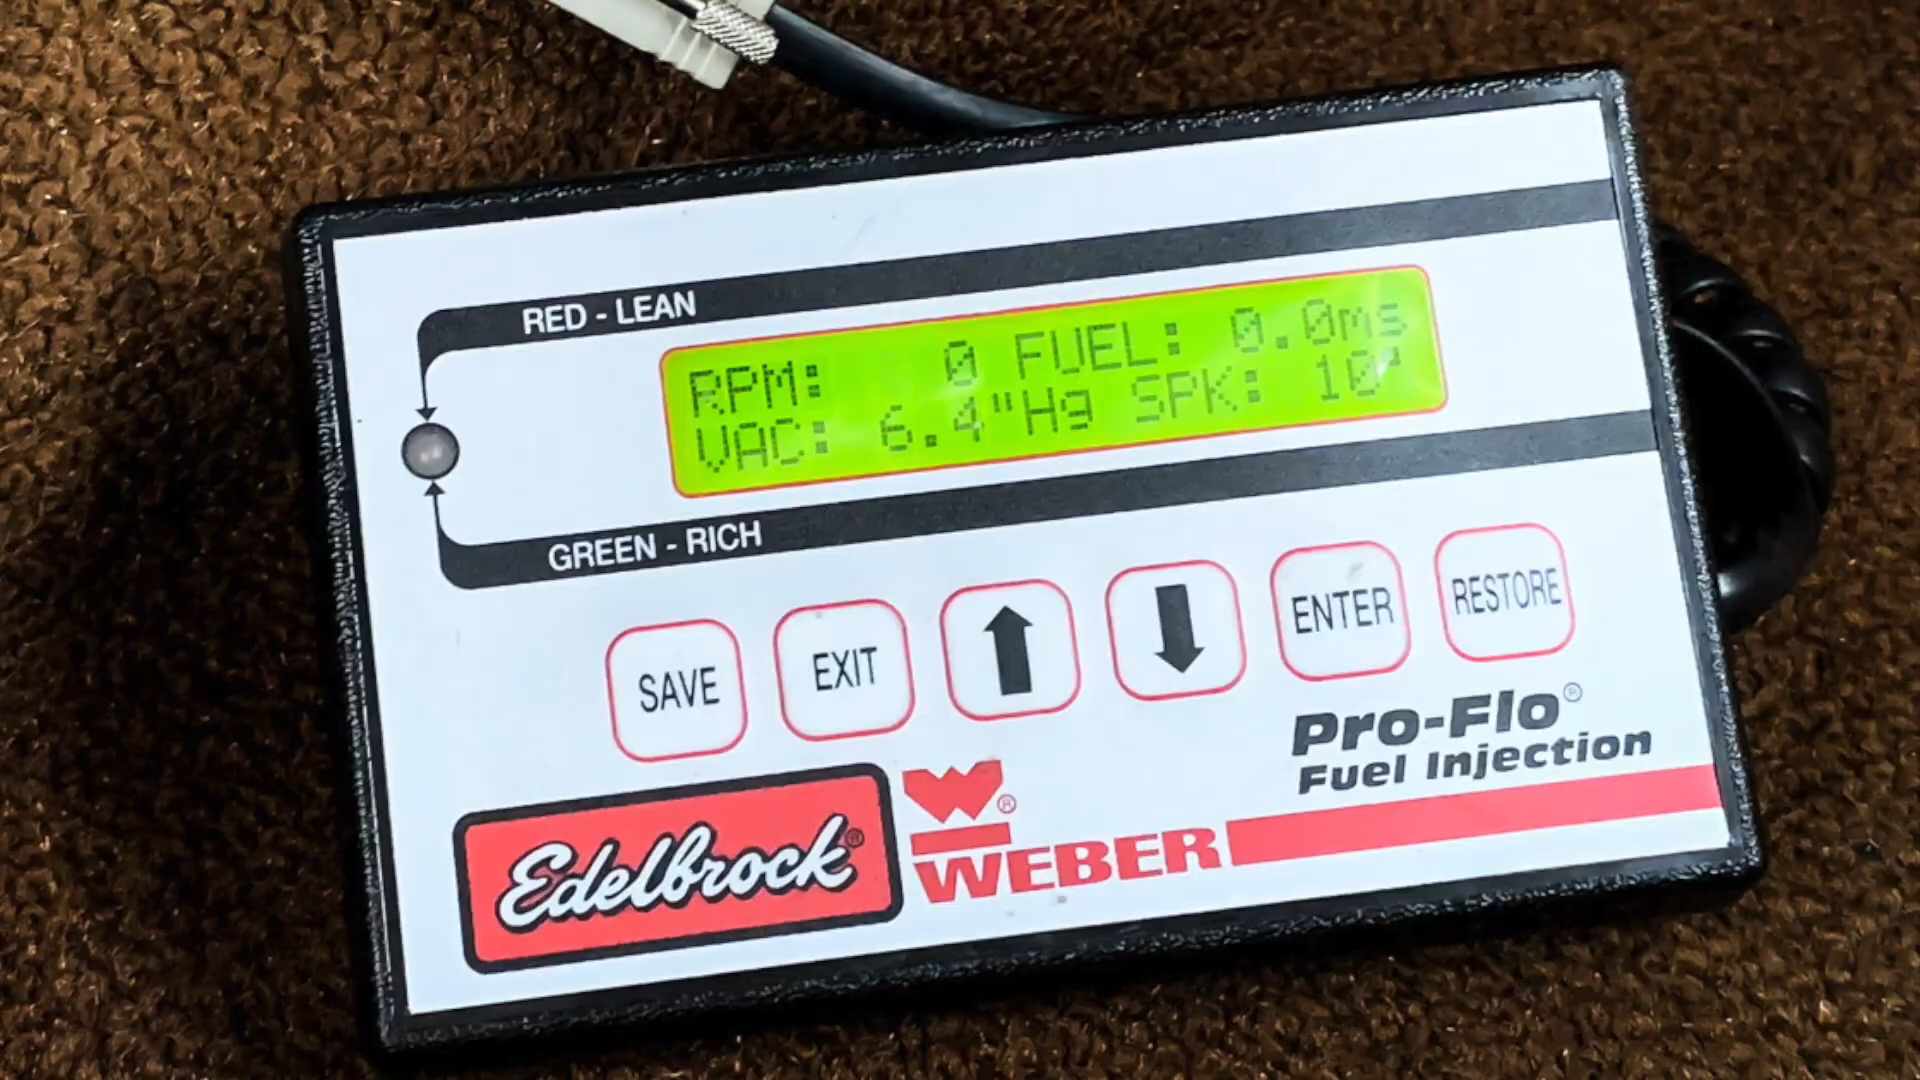 RED - LEAN
RPM: 0 FUEL: 0.0ms
VAC: 6.4"Hg SPK: 10°
GREEN - RICH
SAVE EXIT ENTER RESTORE
Pro-Flo®
Fuel Injection
Edelbrock® ® WEBER